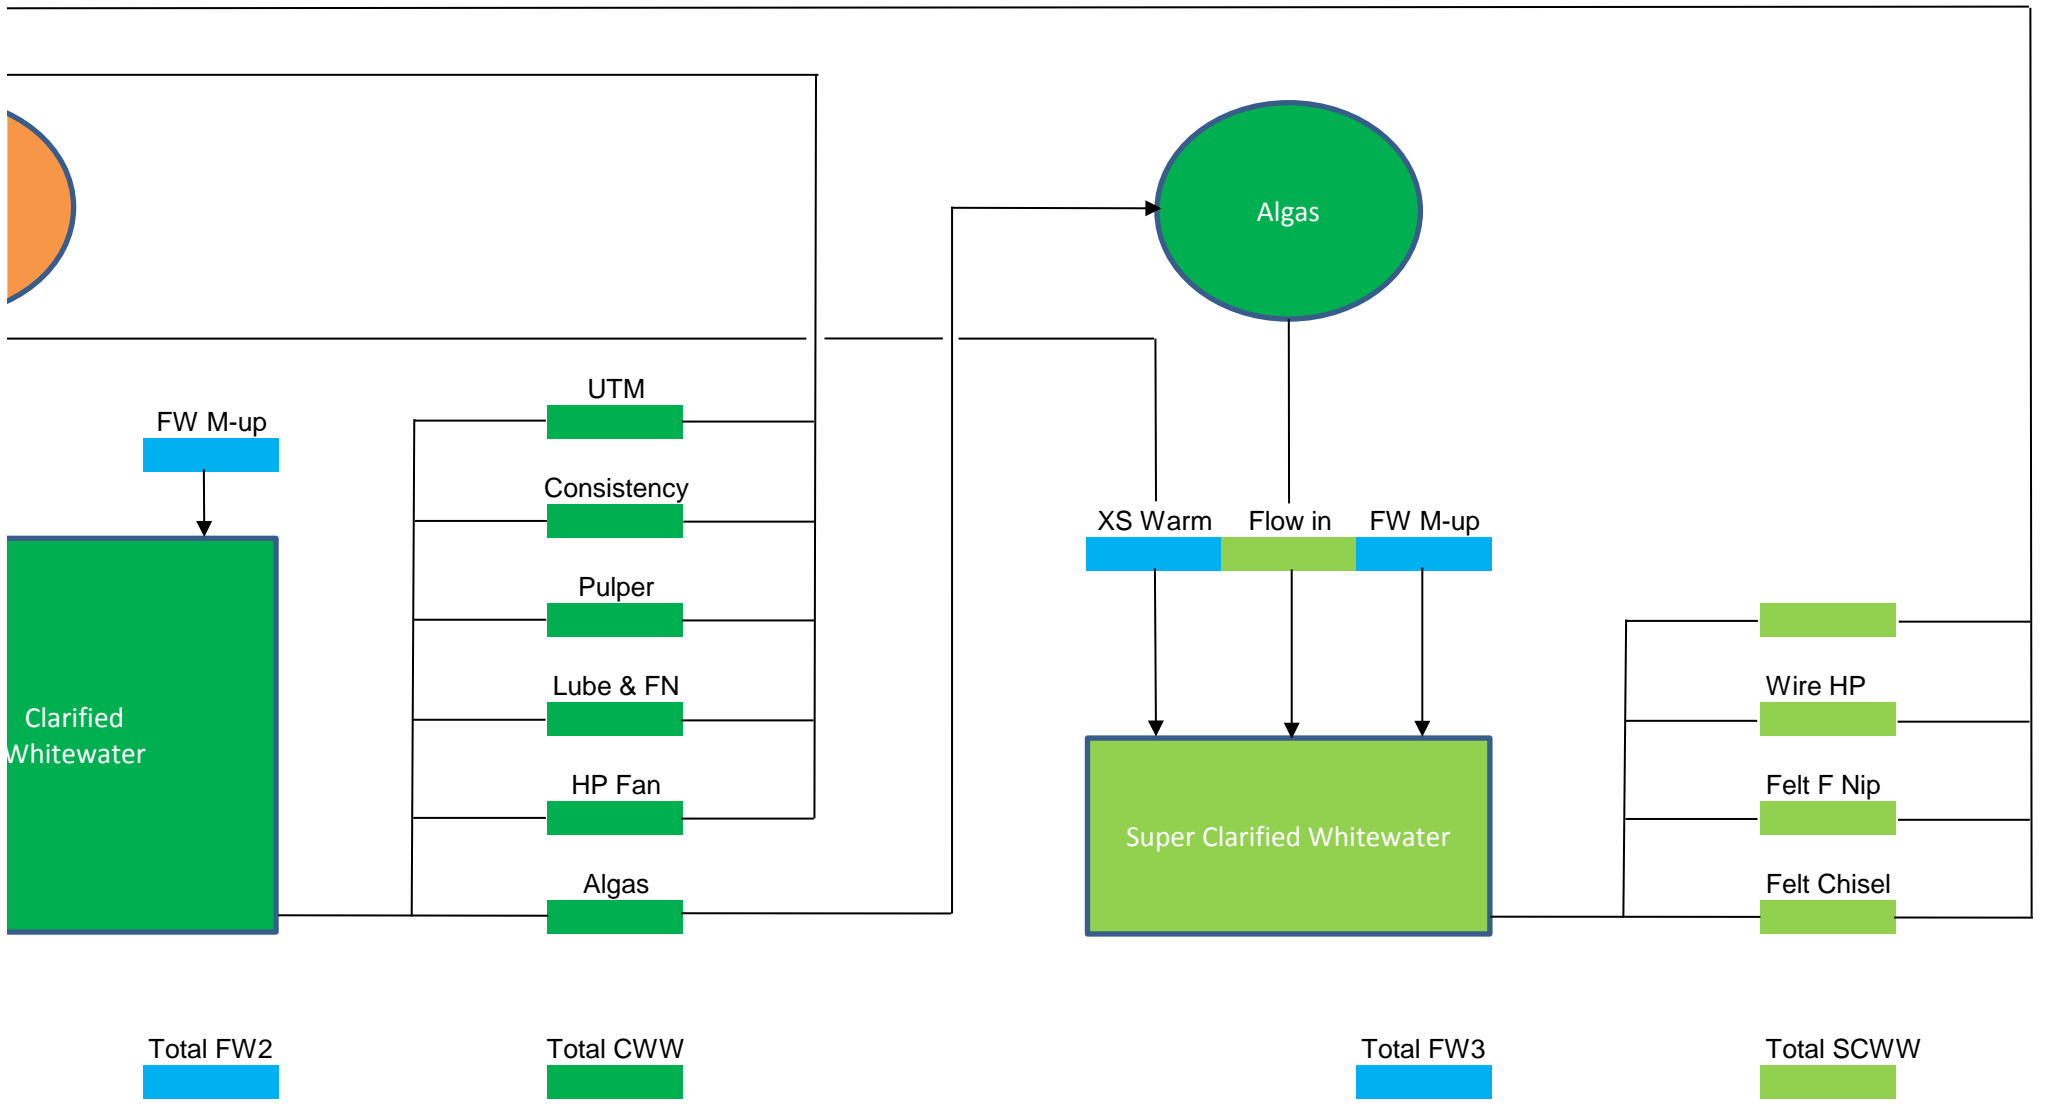 Algas
UTM
FW M-up
Consistency
XS Warm
Flow in
FW M-up
Pulper
Lube & FN
Wire HP
Clarified
Whitewater
HP Fan
Felt F Nip
Super Clarified Whitewater
Algas
Felt Chisel
Total FW2
Total CWW
Total FW3
Total SCWW